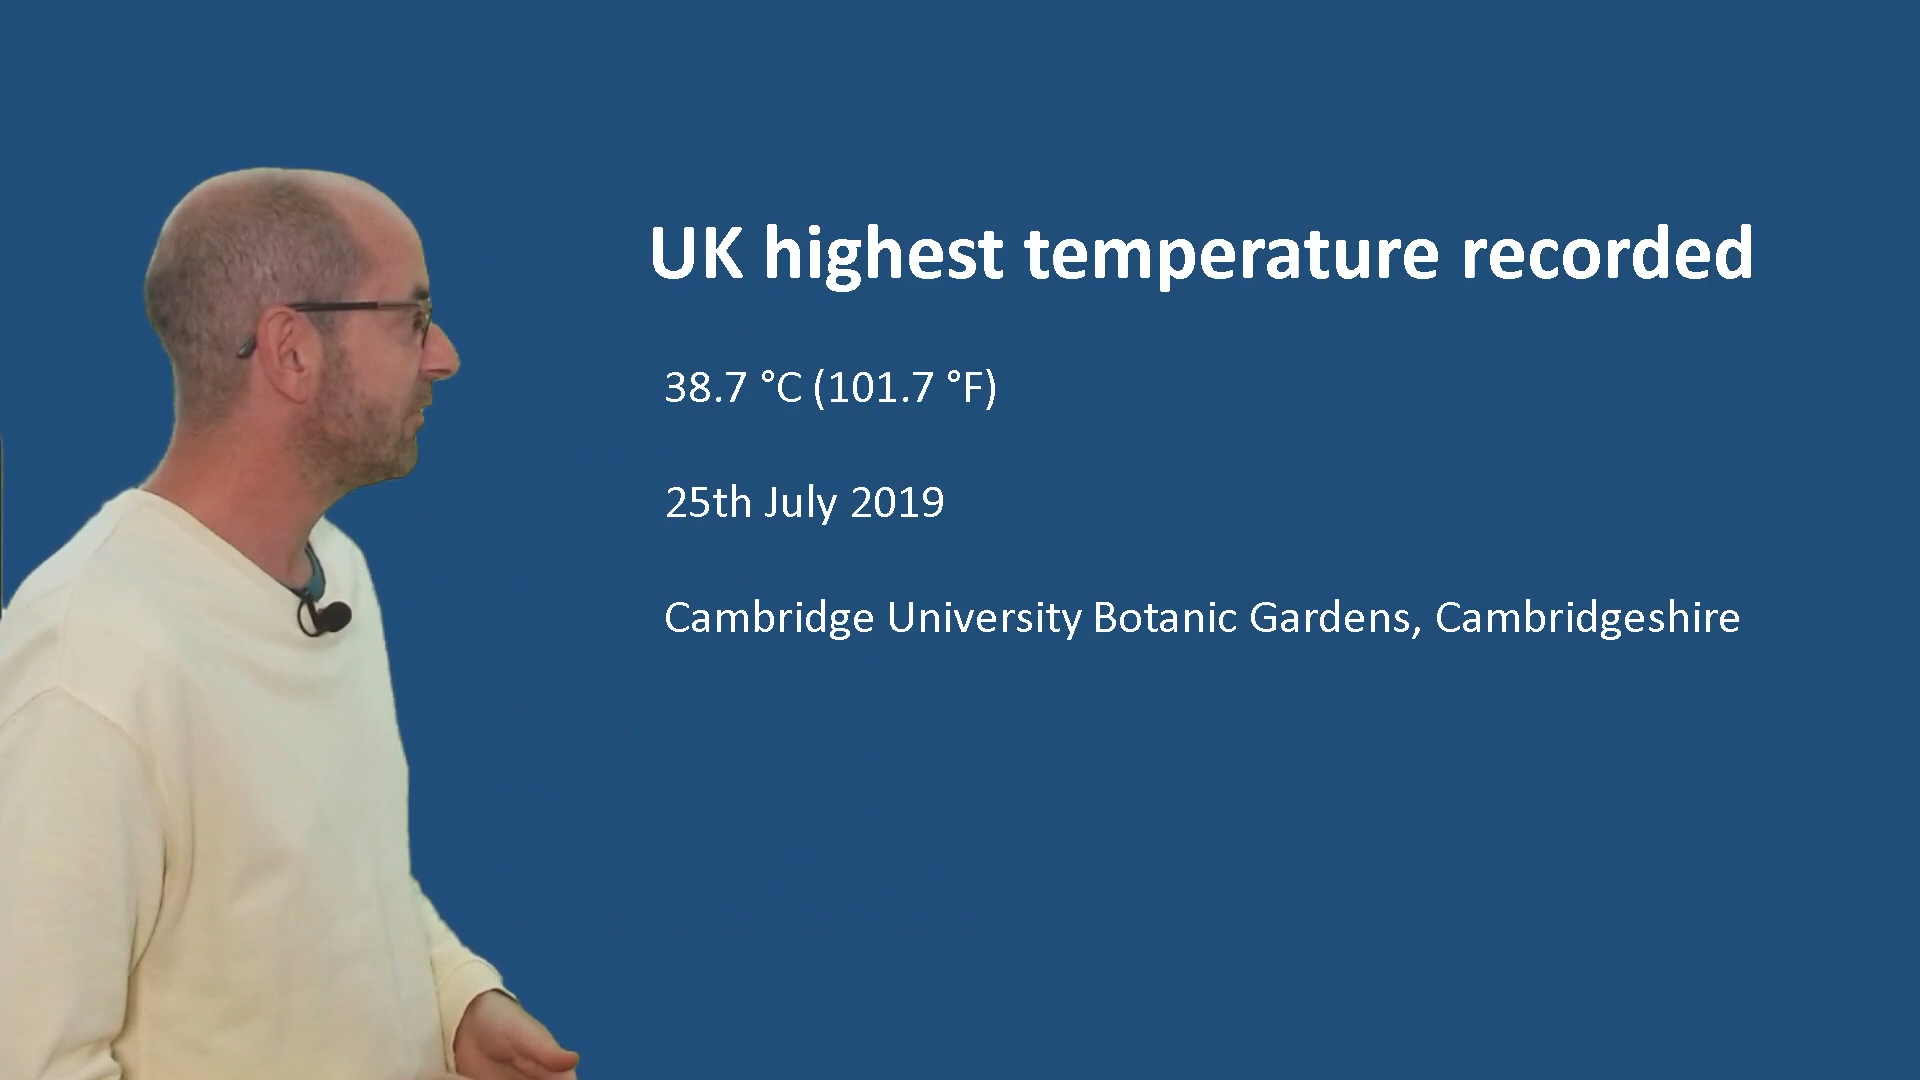 UK highest temperature recorded
38.7 °C (101.7 °F)
25th July 2019
Cambridge University Botanic Gardens, Cambridgeshire